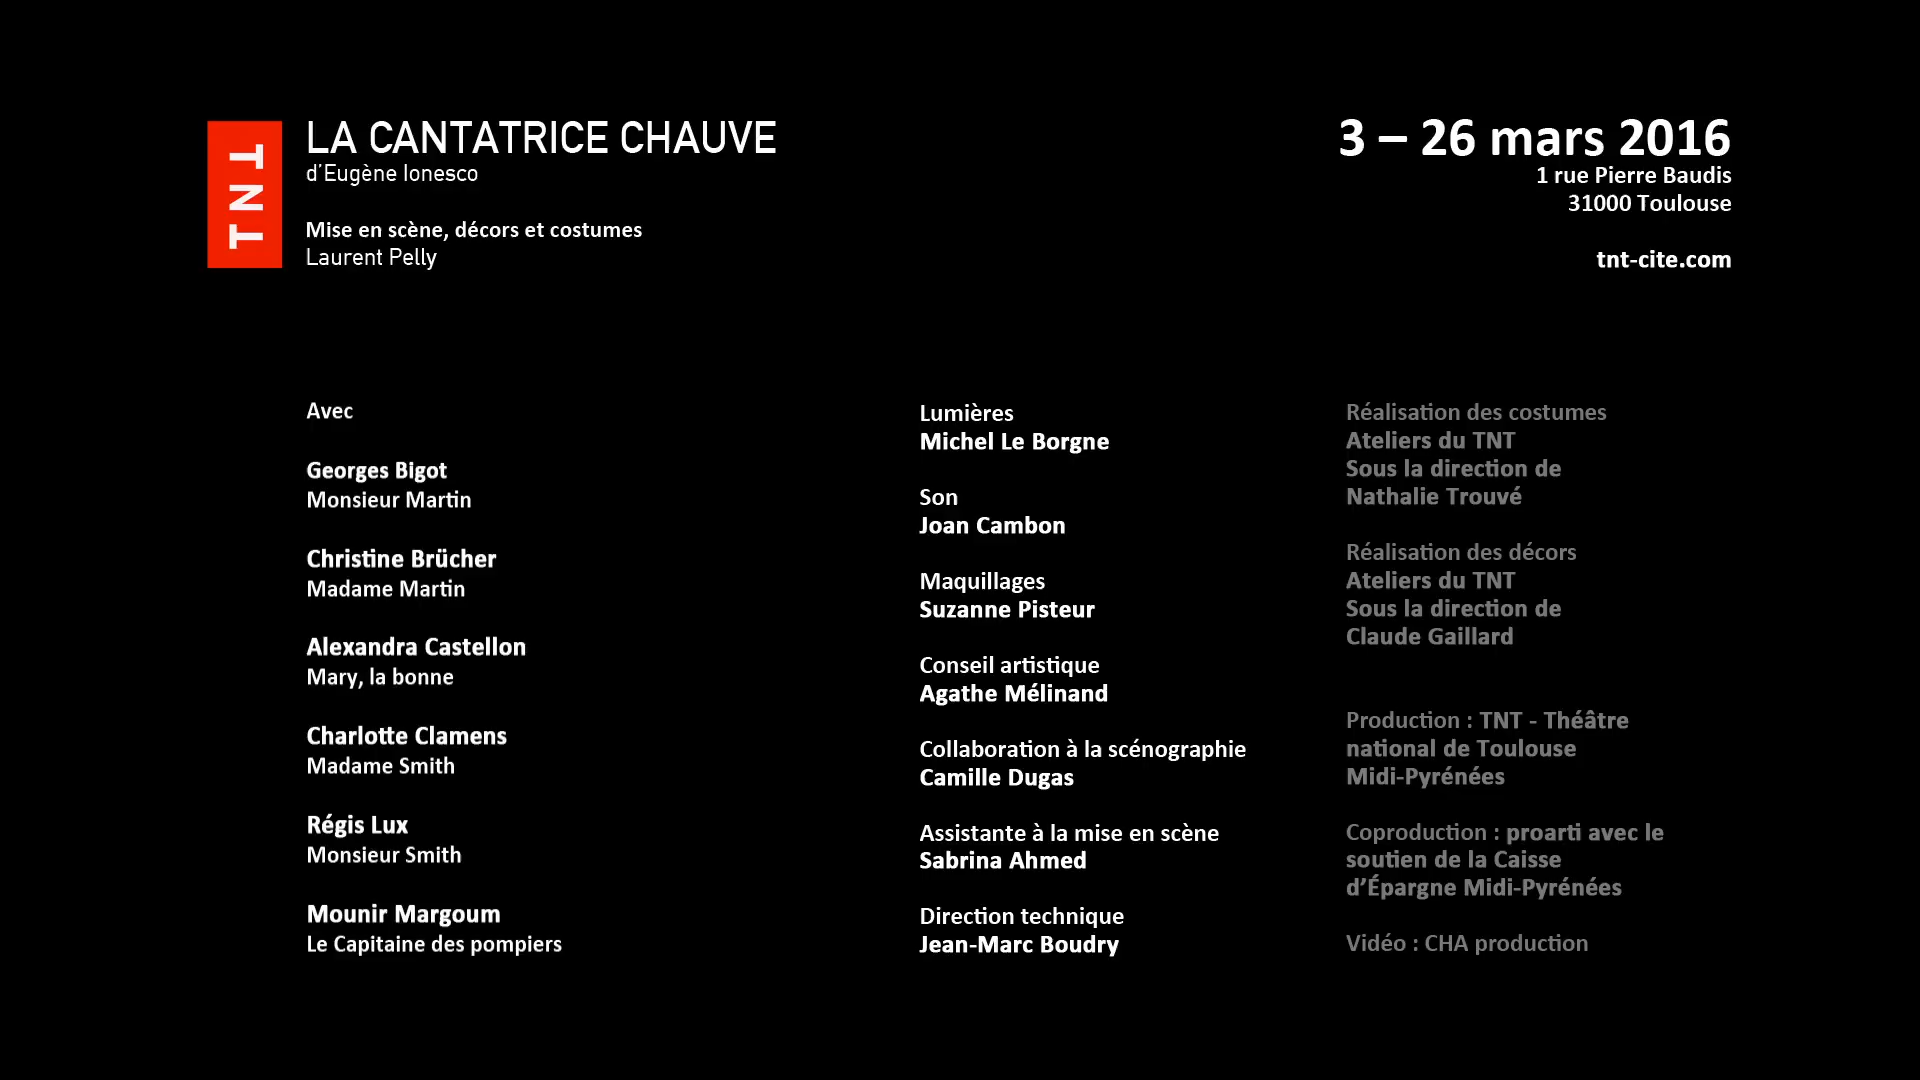 TNT
LA CANTATRICE CHAUVE
d'Eugène Ionesco
Mise en scène, décors et costumes
Laurent Pelly
3 – 26 mars 2016
1 rue Pierre Baudis
31000 Toulouse
tnt-cite.com
Avec
Georges Bigot
Monsieur Martin
Christine Brücher
Madame Martin
Alexandra Castellon
Mary, la bonne
Charlotte Clamens
Madame Smith
Régis Lux
Monsieur Smith
Mounir Margoum
Le Capitaine des pompiers
Lumières
Michel Le Borgne
Son
Joan Cambon
Maquillages
Suzanne Pisteur
Conseil artistique
Agathe Mélinand
Collaboration à la scénographie
Camille Dugas
Assistante à la mise en scène
Sabrina Ahmed
Direction technique
Jean-Marc Boudry
Réalisation des costumes
Ateliers du TNT
Sous la direction de
Nathalie Trouvé
Réalisation des décors
Ateliers du TNT
Sous la direction de
Claude Gaillard
Production : TNT - Théâtre
national de Toulouse
Midi-Pyrénées
Coproduction : proarti avec le
soutien de la Caisse
d’Épargne Midi-Pyrénées
Vidéo : CHA production